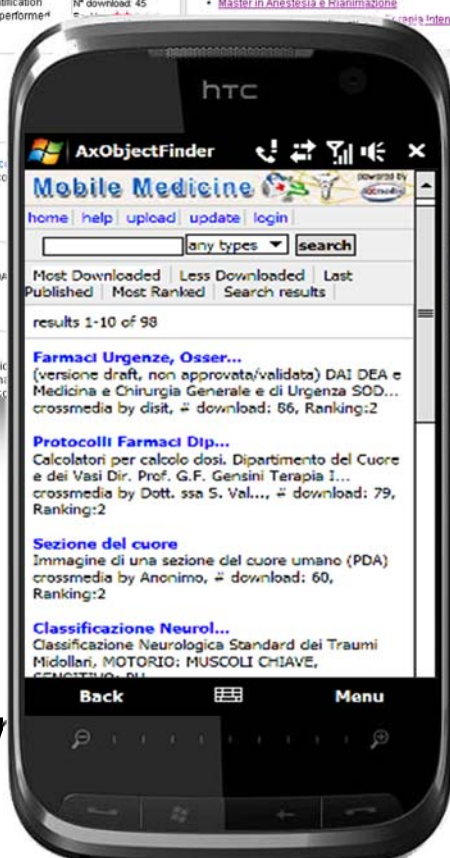 tification
performed
N° download: 45
Master in Anestesia e Rianimazione
rapia Inten
htc
AxObjectFinder
Mobile Medicine
powered by
home help upload update login
any types search
Most Downloaded Less Downloaded Last
Published Most Ranked Search results
results 1-10 of 98
Farmaci Urgenze, Osser...
(versione draft, non approvata/validata) DAI DEA e
Medicina e Chirurgia Generale e di Urgenza SOD...
crossmedia by disit, # download: 86, Ranking:2
Protocolli Farmaci Dip...
Calcolatori per calcolo dosi. Dipartimento del Cuore
e dei Vasi Dir. Prof. G.F. Gensini Terapia I...
crossmedia by Dott. ssa S. Val..., # download: 79,
Ranking:2
Sezione del cuore
Immagine di una sezione del cuore umano (PDA)
crossmedia by Anonimo, # download: 60,
Ranking:2
Classificazione Neurol...
Classificazione Neurologica Standard dei Traumi
Midollari, MOTORIO: MUSCOLI CHIAVE,
Back Menu